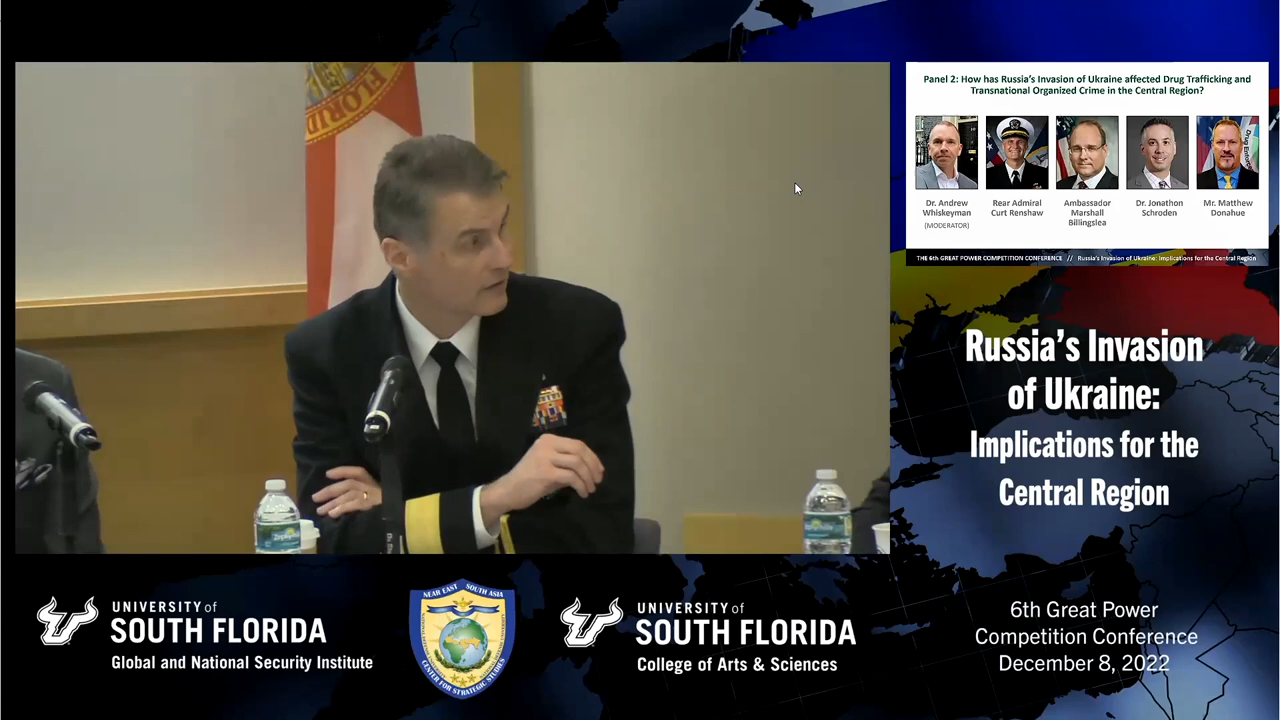 Panel 2: How has Russia's Invasion of Ukraine affected Drug Trafficking and
Transnational Organized Crime in the Central Region?
Dr. Andrew
Whiskeyman
(MODERATOR)
Rear Admiral
Curt Renshaw
Ambassador
Marshall
Billingslea
Dr. Jonathon
Schroden
Mr. Matthew
Donahue
THE 6th GREAT POWER COMPETITION CONFERENCE // Russia's Invasion of Ukraine: Implications for the Central Region
FLORID
Russia's Invasion
of Ukraine:
Implications for the
Central Region
UNIVERSITY of
SOUTH FLORIDA
Global and National Security Institute
NEAR EAST SOUTH ASIA
CENTER FOR STRATEGIC STUDIES
UNIVERSITY of
SOUTH FLORIDA
College of Arts & Sciences
6th Great Power
Competition Conference
December 8, 2022